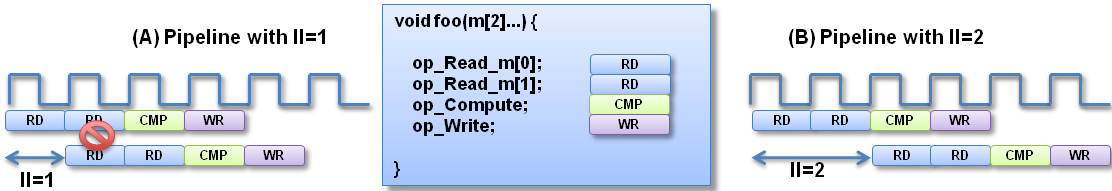 (A) Pipeline with II=1
RD RD CMP WR
RD RD CMP WR
II=1
void foo(m[2]...) {
op_Read_m[0]; RD
op_Read_m[1]; RD
op_Compute; CMP
op_Write; WR
}
(B) Pipeline with II=2
RD RD CMP WR
RD RD CMP WR
II=2